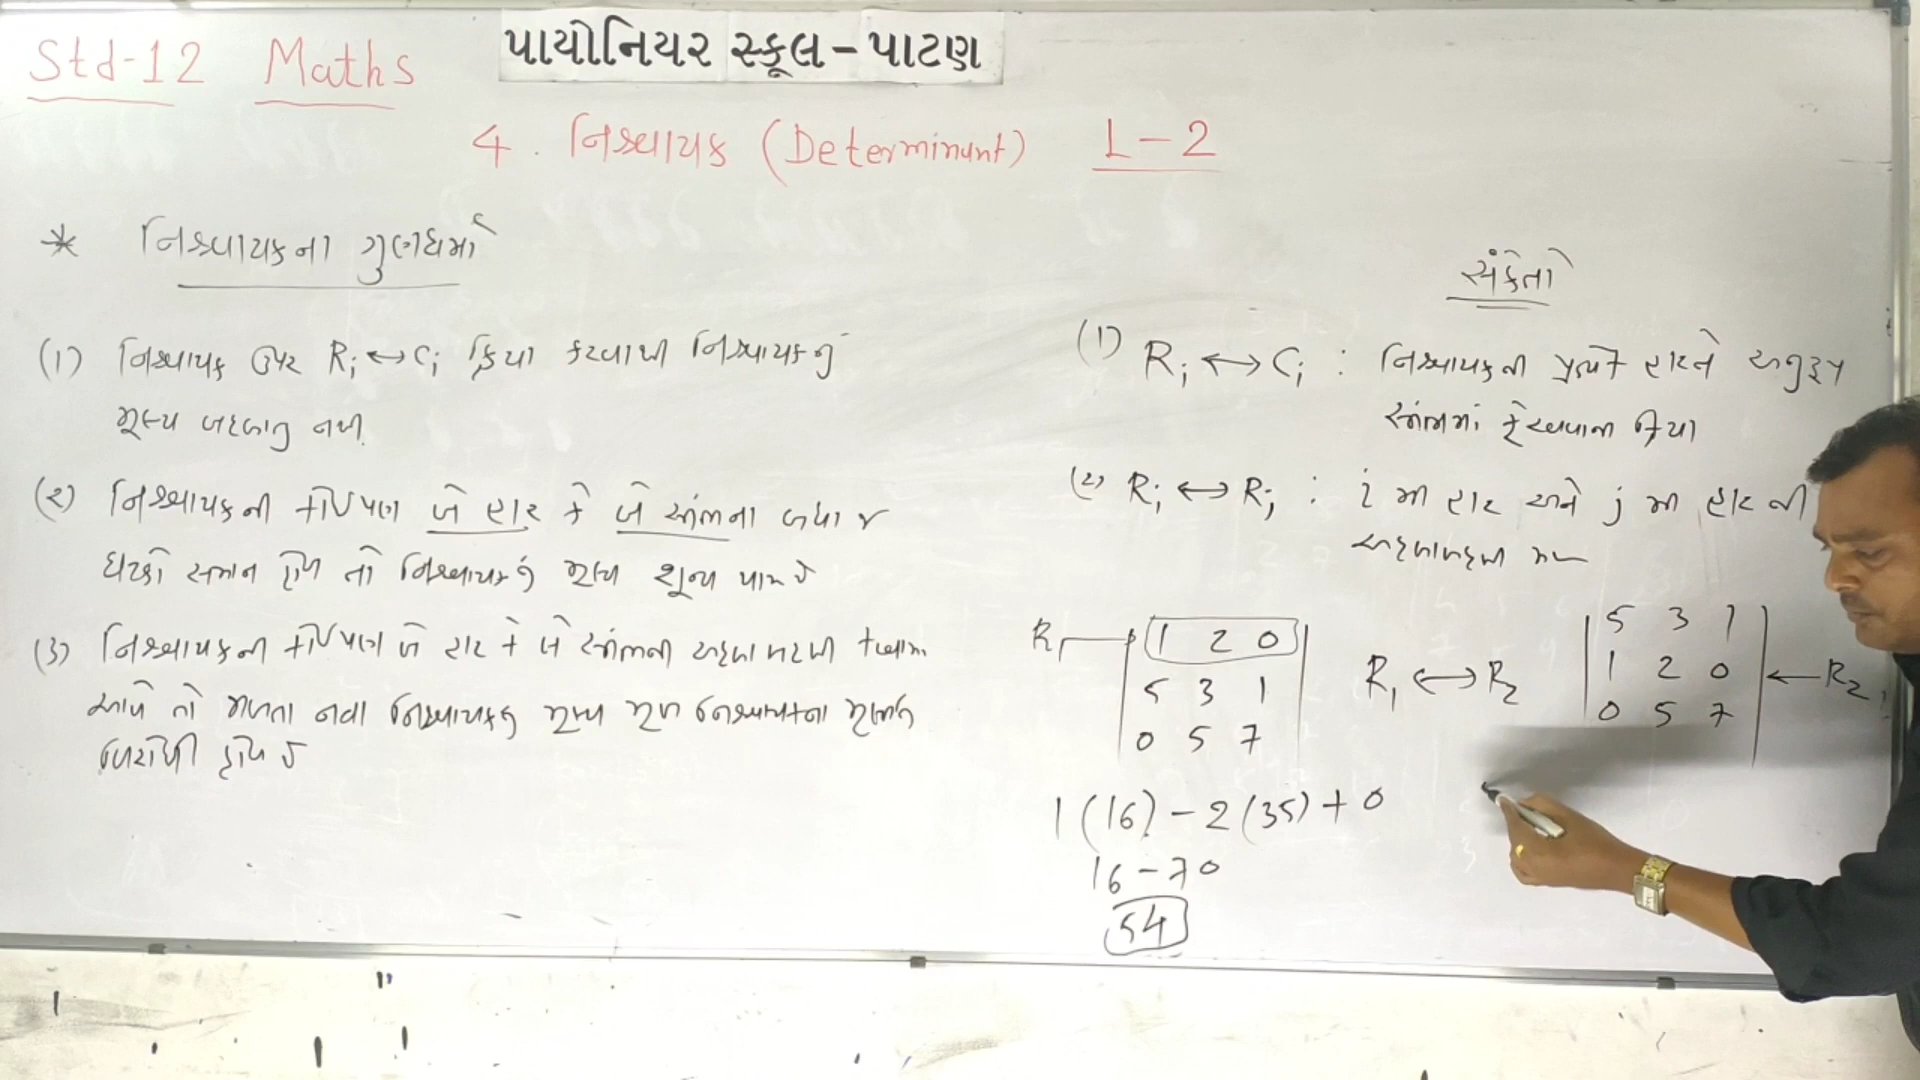 Std-12 Maths
પાયોનિયર સ્કૂલ - પાટણ
4. નિશ્ચાયક (Determinant) L-2
* નિશ્ચાયકના ગુણધર્મો
(1) નિશ્ચાયક ઉપર Ri ↔ Ci ક્રિયા કરવાથી નિશ્ચાયકનું
મૂલ્ય બદલાતુ નથી.
(૨) નિશ્ચાયકની કોઈપણ બે હાર કે બે સ્તંભના બધા જ
ઘટકો સમાન હોય તો નિશ્ચાયકનું મૂલ્ય શૂન્ય થાય છે
(3) નિશ્ચાયકની કોઈપણ બે હાર કે બે સ્તંભની અદલા બદલી
આવે તો મળતા નવા નિશ્ચાયકનુ મૂલ્ય મૂળ નિશ્ચાયકના મૂલ્યનુ
વિરોધી હોય છે
સંકેતો
(1) Ri ↔ Ci : નિશ્ચાયકની પ્રત્યેક હારને અનુરૂપ
સ્તંભમાં ફેરવવાની ક્રિયા
(૨) Ri ↔ Rj : i મી હાર અને j મી હાર ની
અદલાબદલી
R1 → 1 2 0
5 3 1
0 5 7
R1 ↔ R2
5 3 1
1 2 0 ← R2
0 5 7
1 (16) - 2 (35) + 0
16 - 70
54